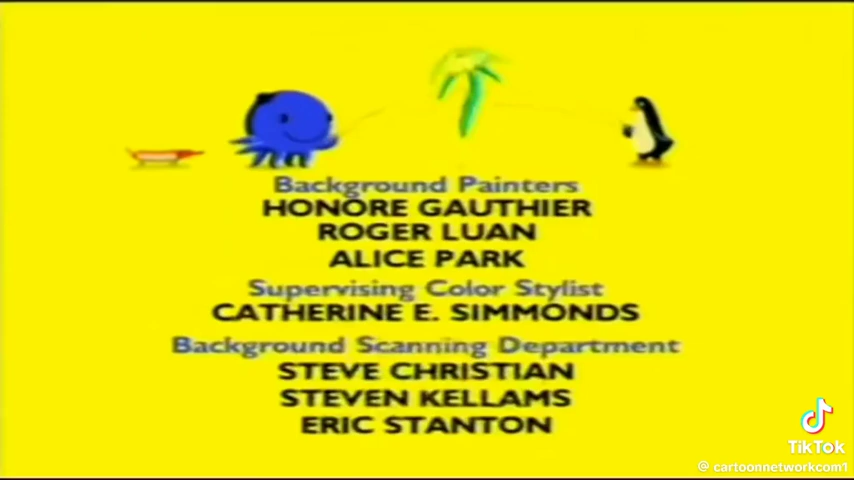 Background Painters
HONORE GAUTHIER
ROGER LUAN
ALICE PARK
Supervising Color Stylist
CATHERINE E. SIMMONDS
Background Scanning Department
STEVE CHRISTIAN
STEVEN KELLAMS
ERIC STANTON
TikTok
@ cartoonnetworkcom1